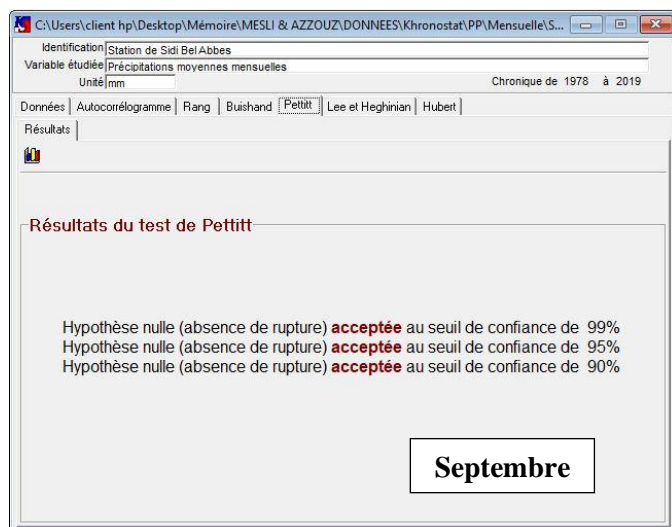 C:\Users\client hp\Desktop\Mémoire\MESLI & AZZOUZ\DONNEES\Khronostat\PP\Mensuelle\S...
Identification Station de Sidi Bel Abbes
Variable étudiée Précipitations moyennes mensuelles
Unité mm Chronique de 1978 à 2019
Données Autocorrélogramme Rang Buishand Pettitt Lee et Heghinian Hubert
Résultats
Résultats du test de Pettitt
Hypothèse nulle (absence de rupture) acceptée au seuil de confiance de 99%
Hypothèse nulle (absence de rupture) acceptée au seuil de confiance de 95%
Hypothèse nulle (absence de rupture) acceptée au seuil de confiance de 90%
Septembre